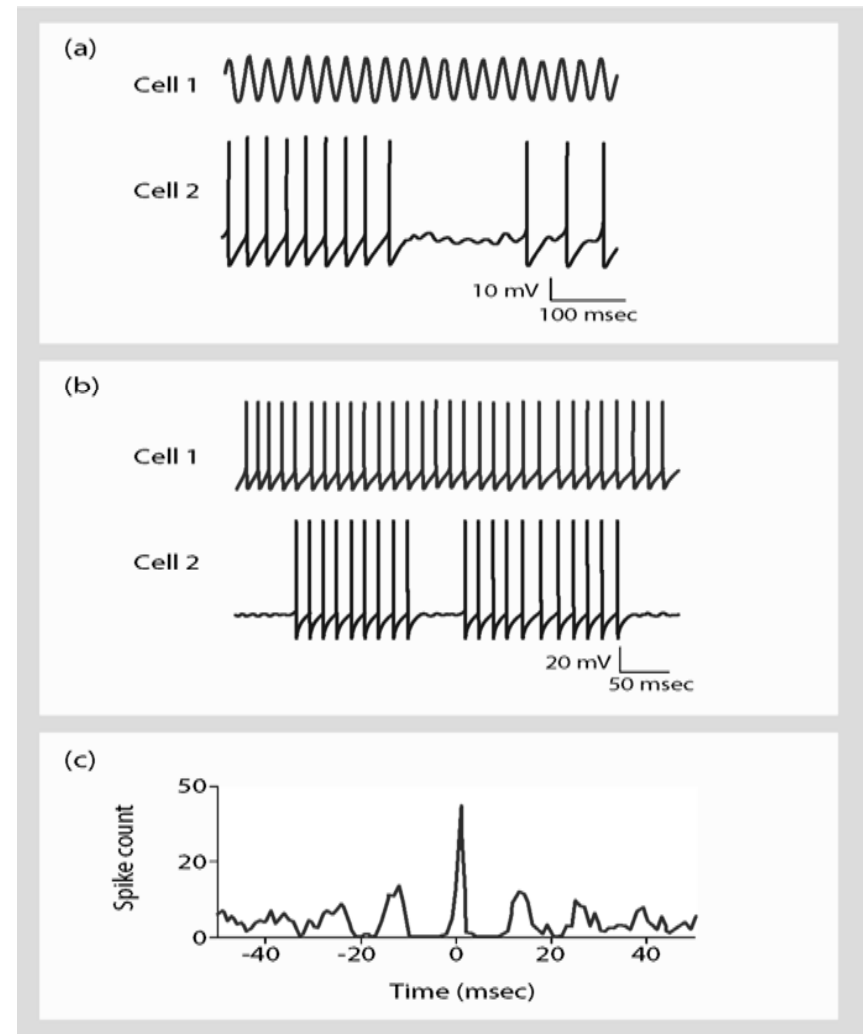 (a)
Cell 1
Cell 2
10 mV
100 msec
(b)
Cell 1
Cell 2
20 mV
50 msec
(c)
50
20
0
Spike count
-40 -20 0 20 40
Time (msec)